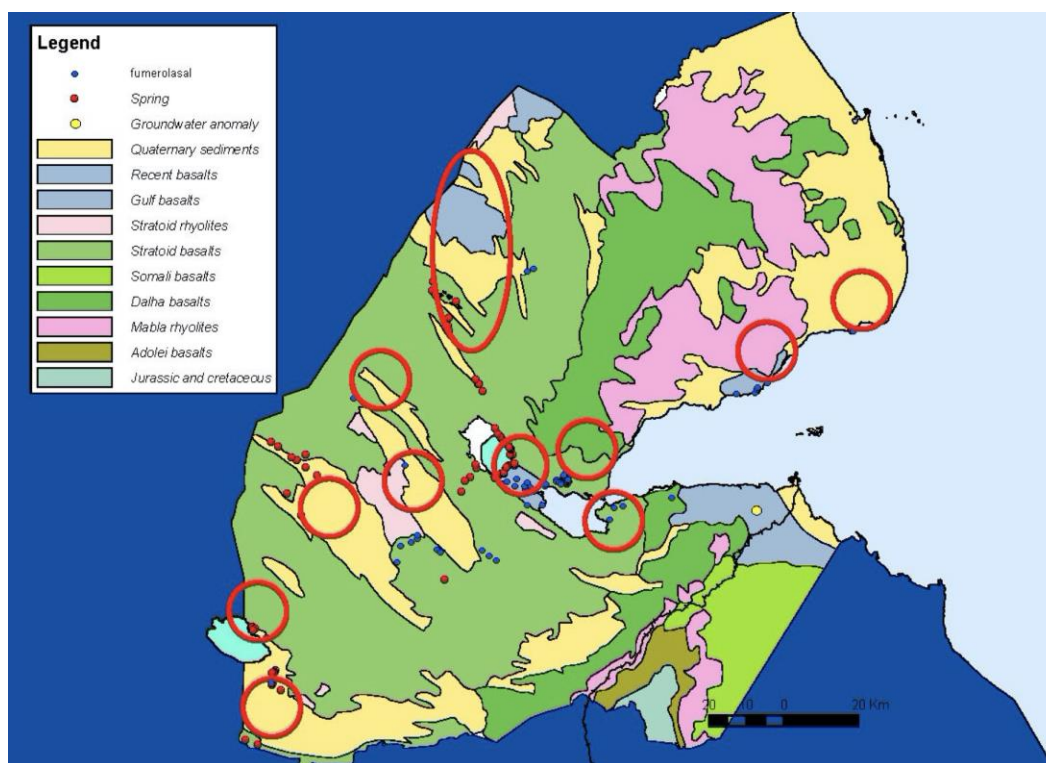 Legend
fumerolasal
Spring
Groundwater anomaly
Quaternary sediments
Recent basalts
Gulf basalts
Stratoid rhyolites
Stratoid basalts
Somali basalts
Dalha basalts
Mabla rhyolites
Adolei basalts
Jurassic and cretaceous
20 10 0 20 Km